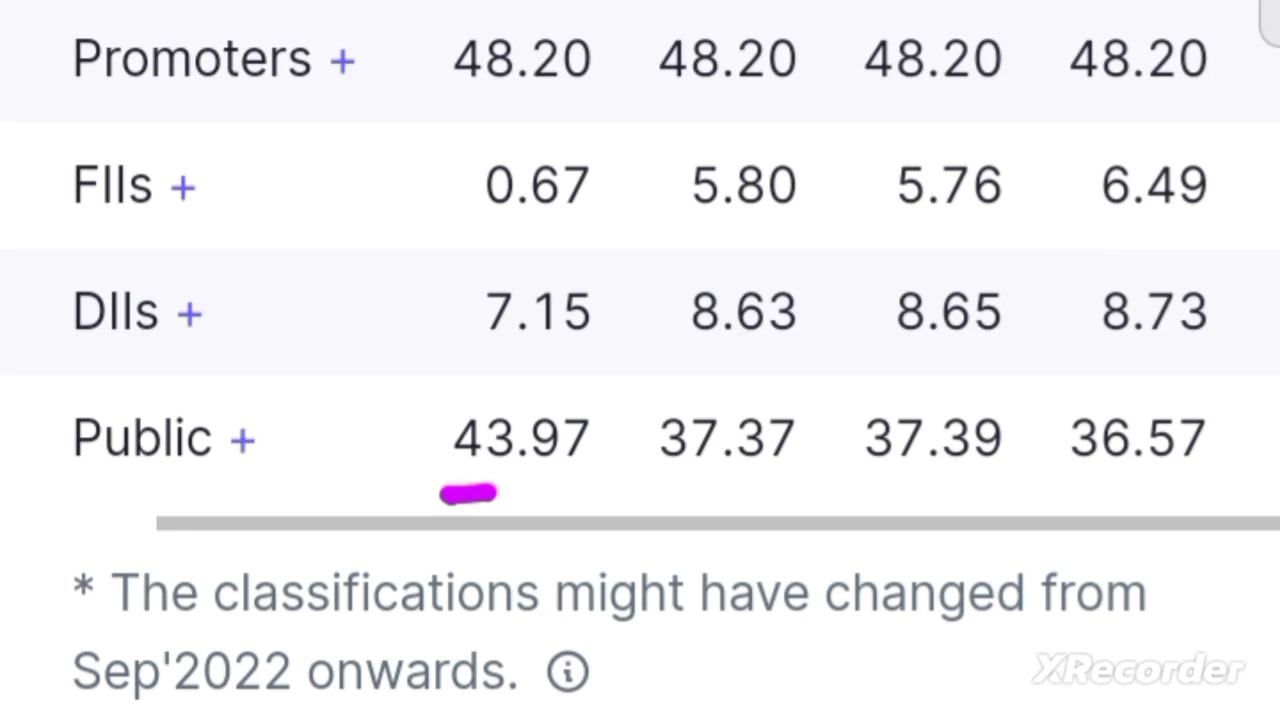 Promoters + 48.20 48.20 48.20 48.20
FIIs + 0.67 5.80 5.76 6.49
DIIs + 7.15 8.63 8.65 8.73
Public + 43.97 37.37 37.39 36.57
* The classifications might have changed from
Sep'2022 onwards.
XRecorder